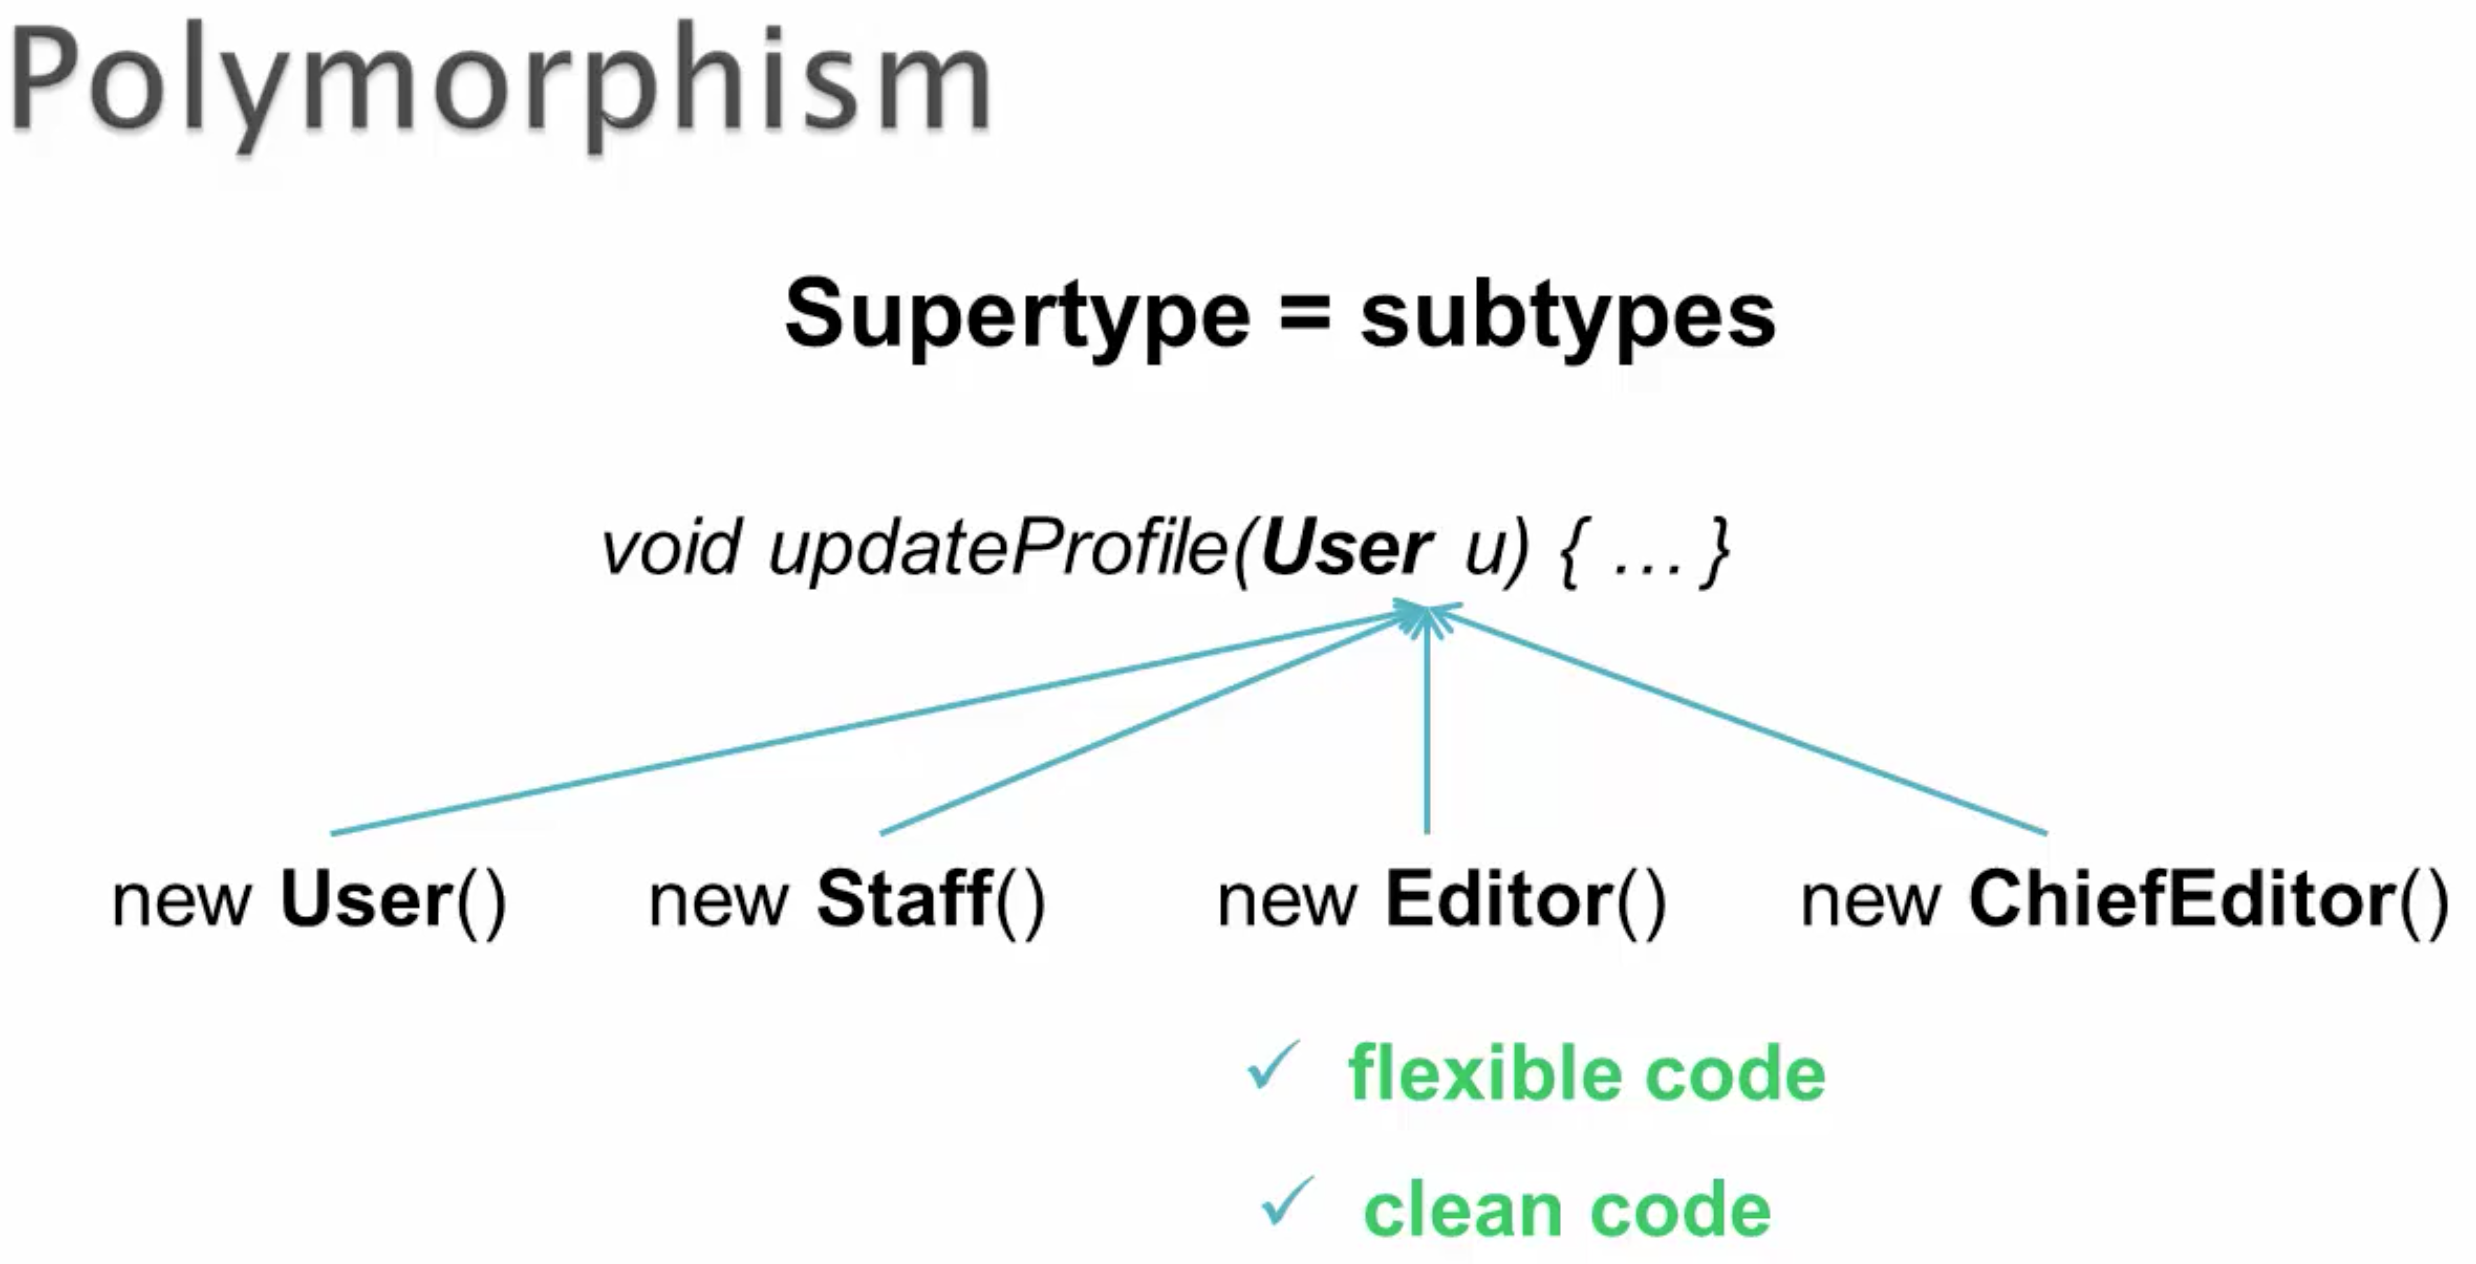 Polymorphism
Supertype = subtypes
void updateProfile(User u) { ... }
new User() new Staff() new Editor() new ChiefEditor()
✓ flexible code
✓ clean code